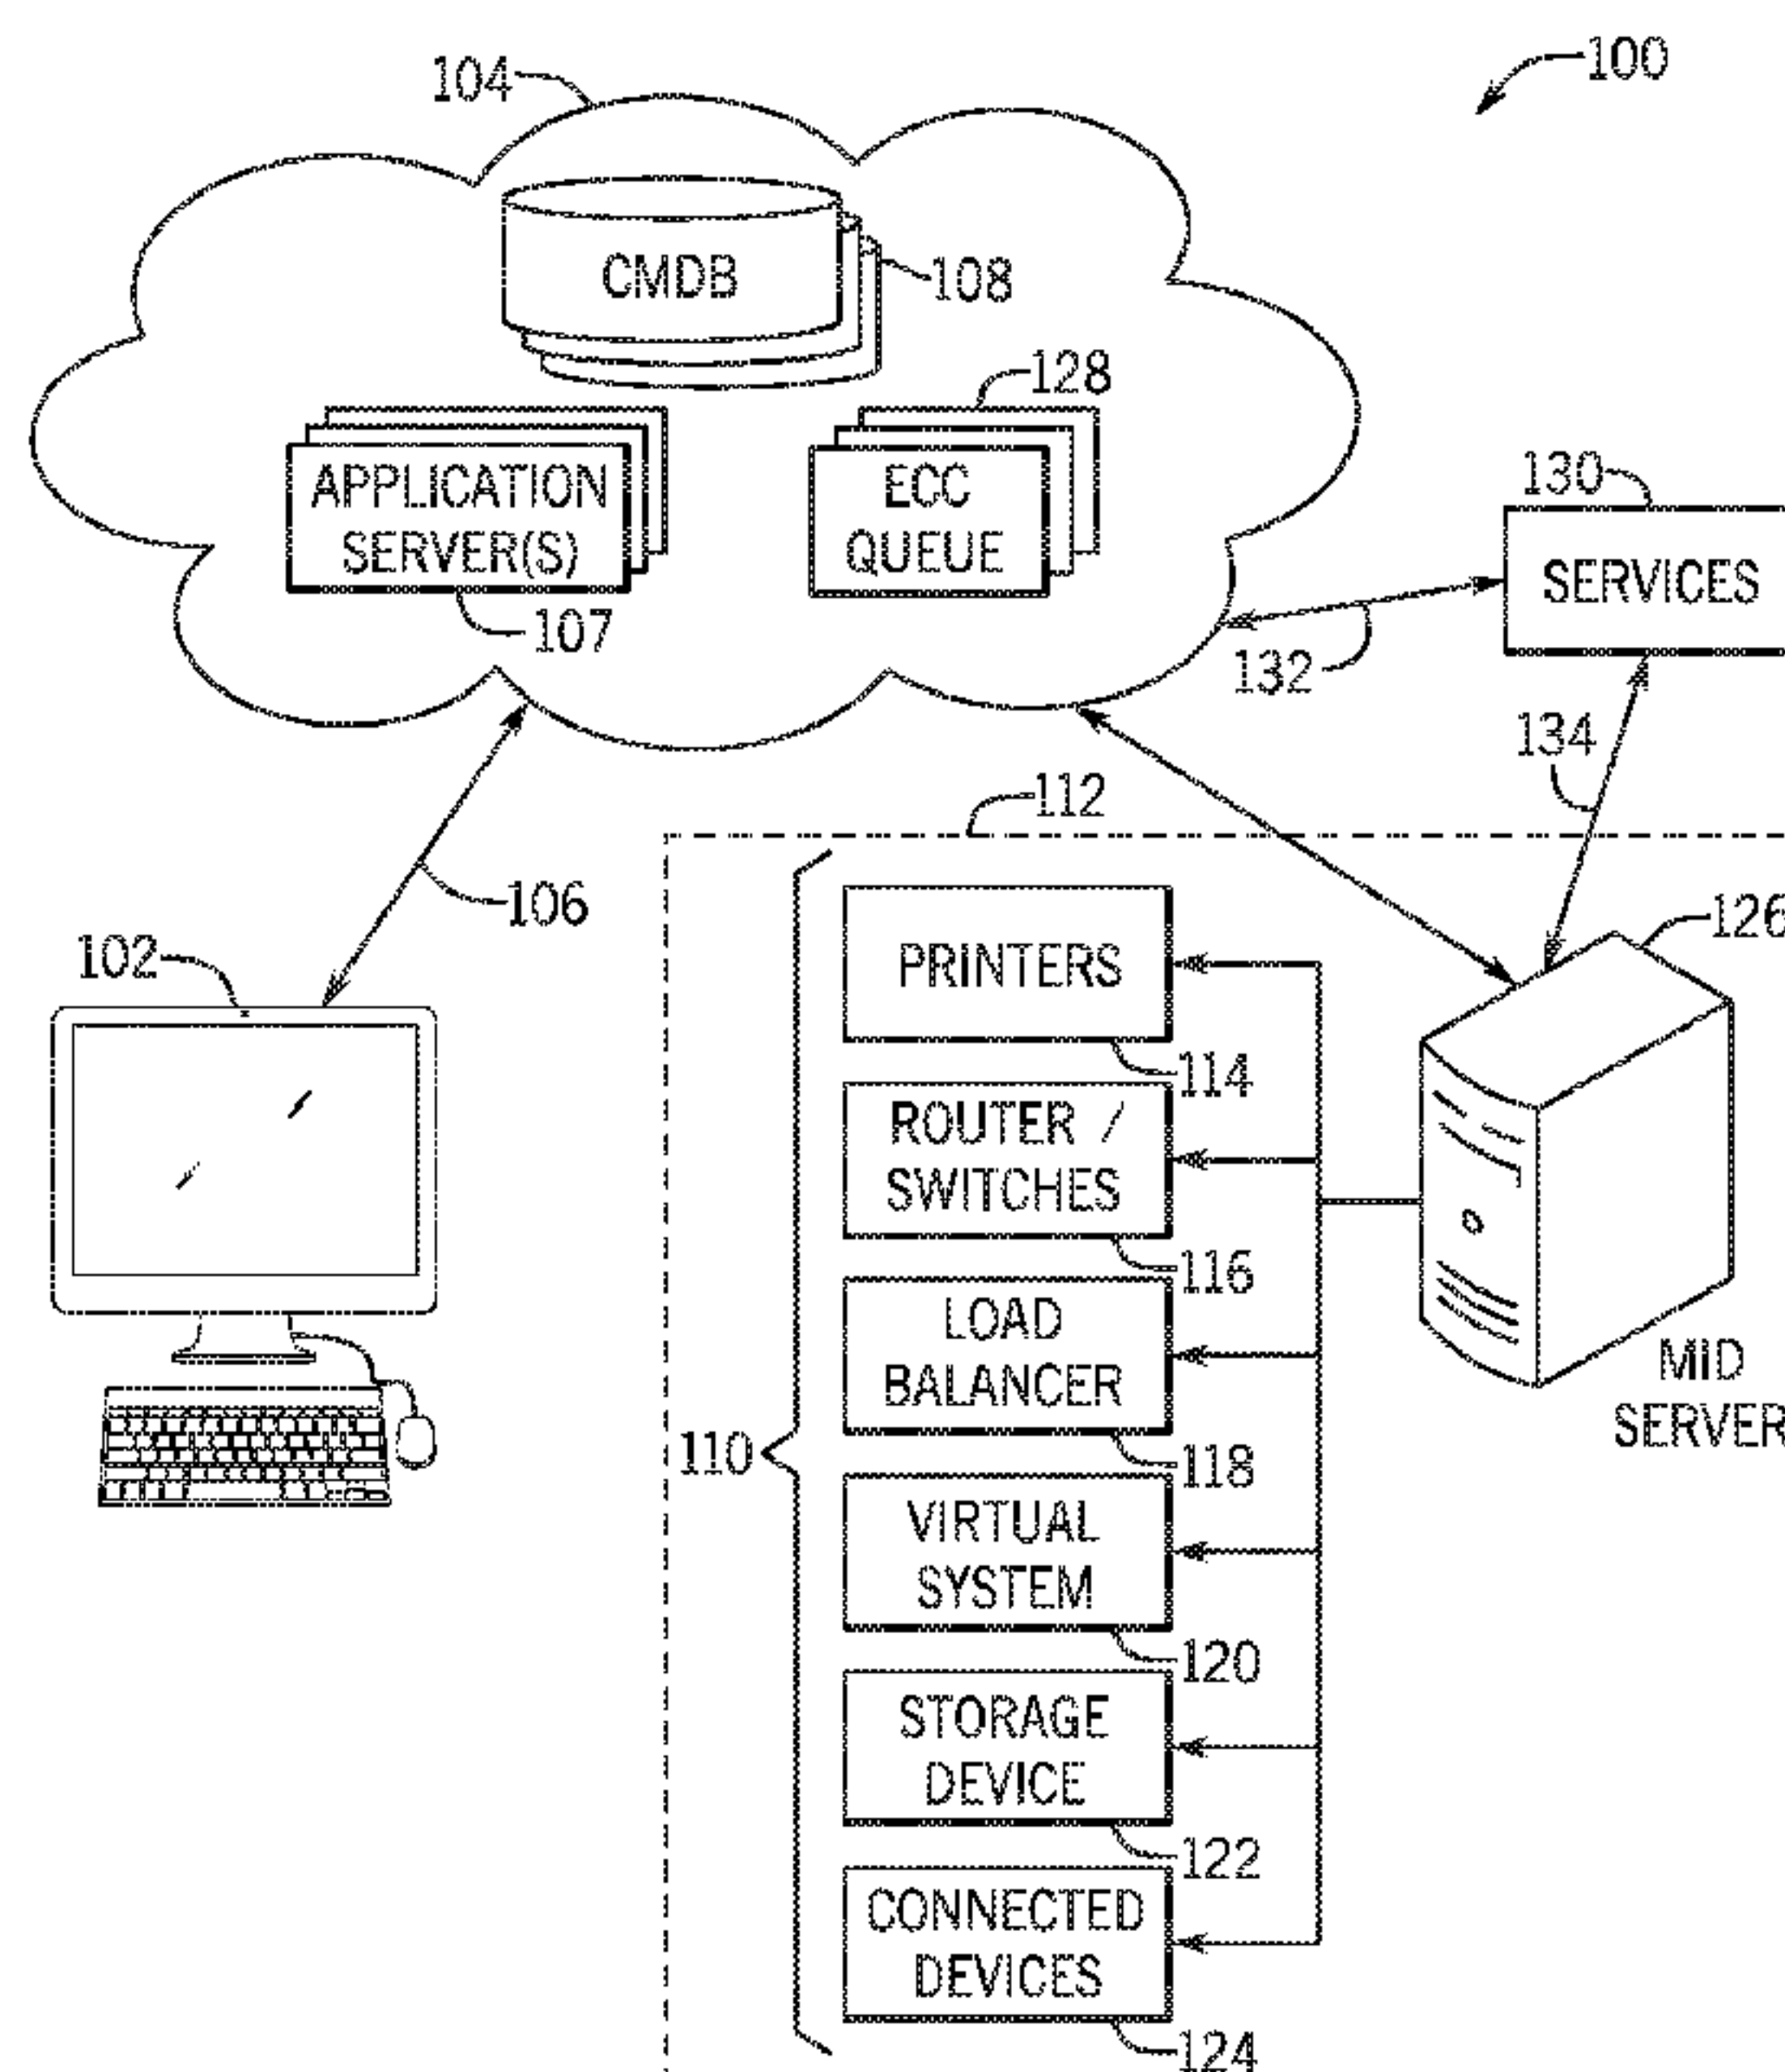 100
104
CMDB
108
128
APPLICATION
SERVER(S)
107
ECC
QUEUE
130
SERVICES
132
134
112
106
102
126
PRINTERS
114
ROUTER /
SWITCHES
116
LOAD
BALANCER
118
110
VIRTUAL
SYSTEM
120
STORAGE
DEVICE
122
CONNECTED
DEVICES
124
MID
SERVER